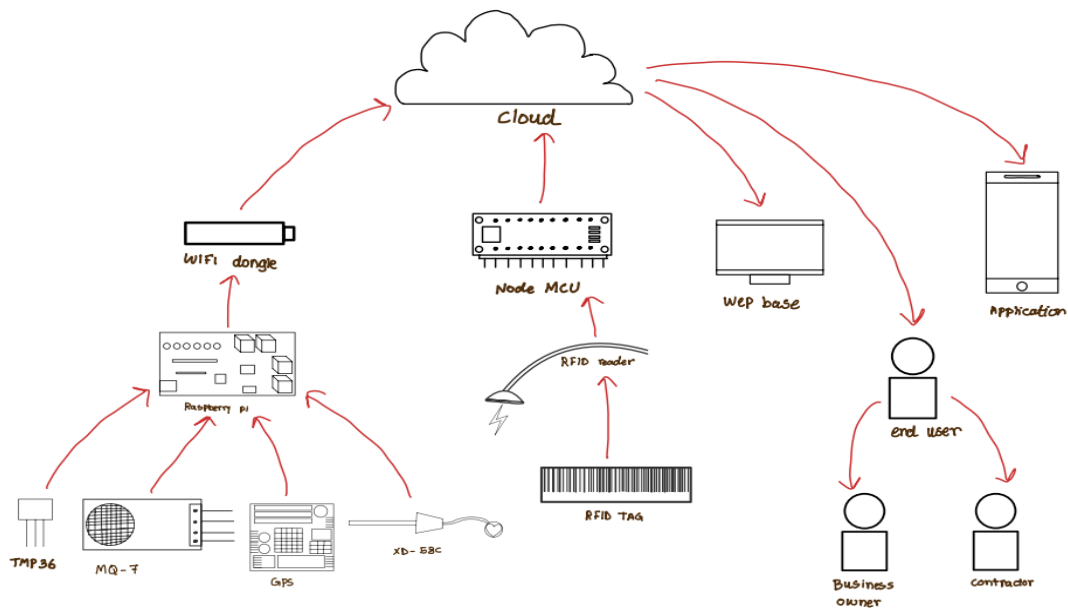 Cloud
WIFI dongle
Node MCU
Wep base
Application
RFID reader
Raspberry pi
end user
RFID TAG
TMP36
MQ-7
GPS
XD-58C
Business
owner
contractor